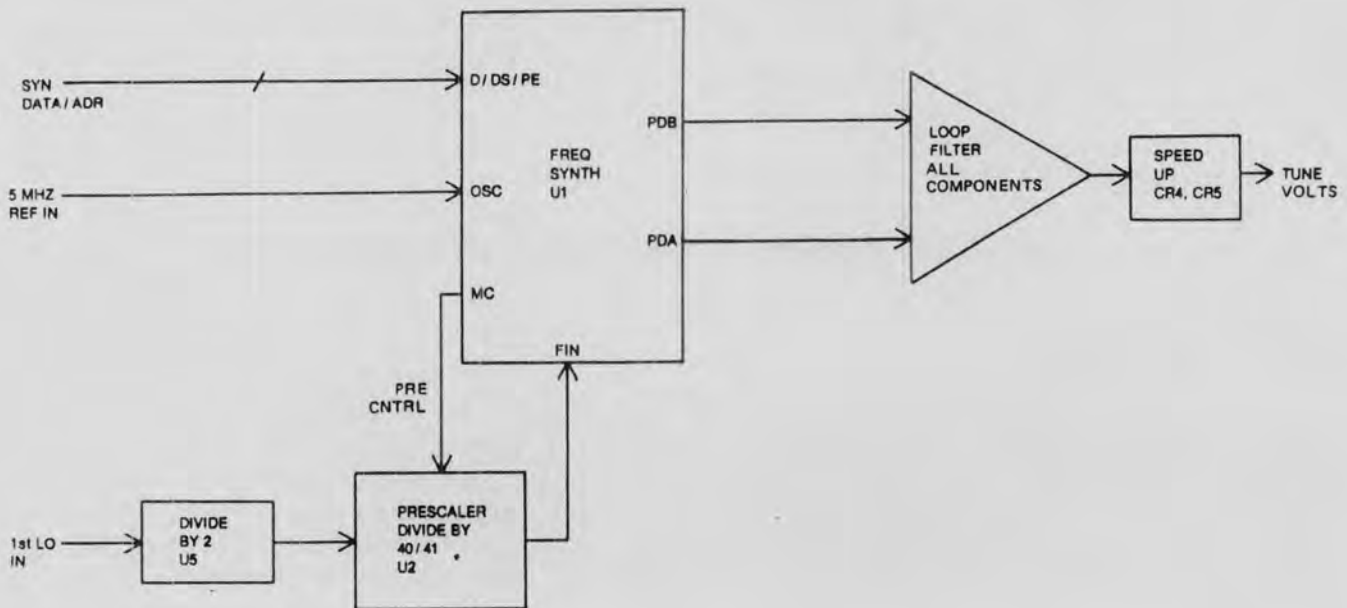 SYN
DATA / ADR
D / DS / PE
PDB
FREQ
SYNTH
U1
LOOP
FILTER
ALL
COMPONENTS
SPEED
UP
CR4, CR5
TUNE
VOLTS
5 MHZ
REF IN
OSC
PDA
MC
FIN
PRE
CNTRL
1st LO
IN
DIVIDE
BY 2
U5
PRESCALER
DIVIDE BY
40 / 41
U2